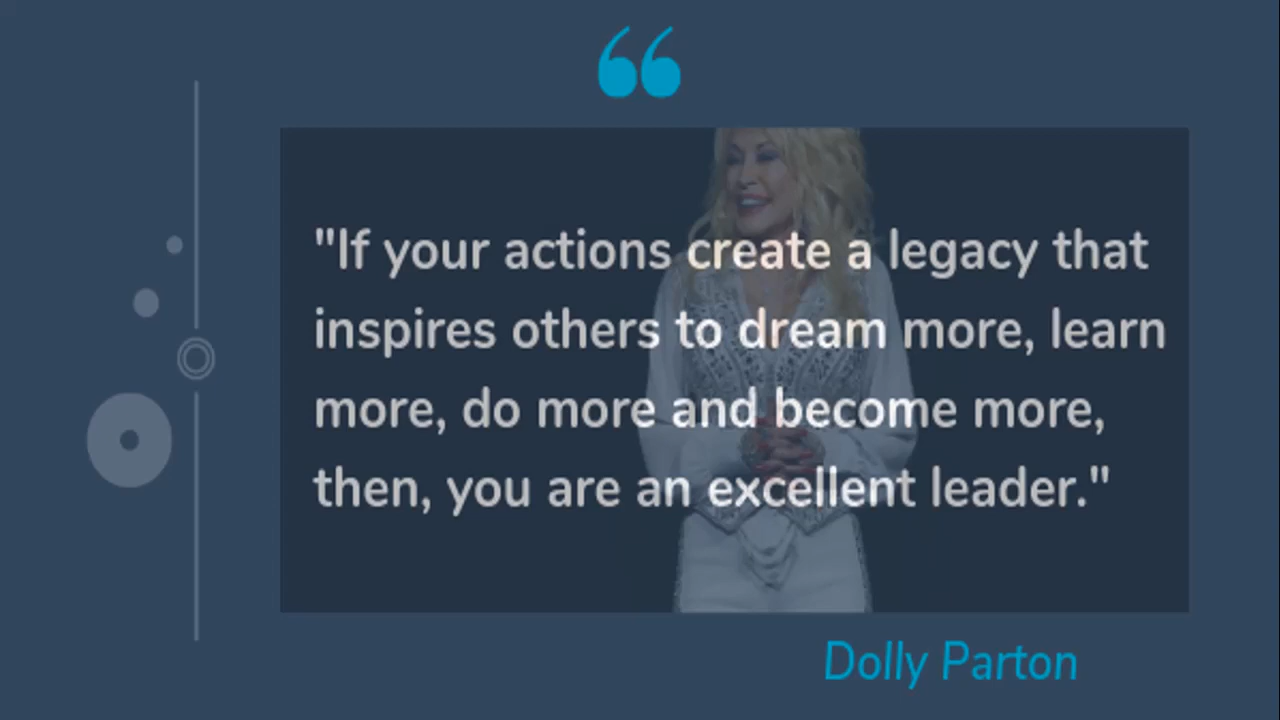 "If your actions create a legacy that
inspires others to dream more, learn
more, do more and become more,
then, you are an excellent leader."
Dolly Parton